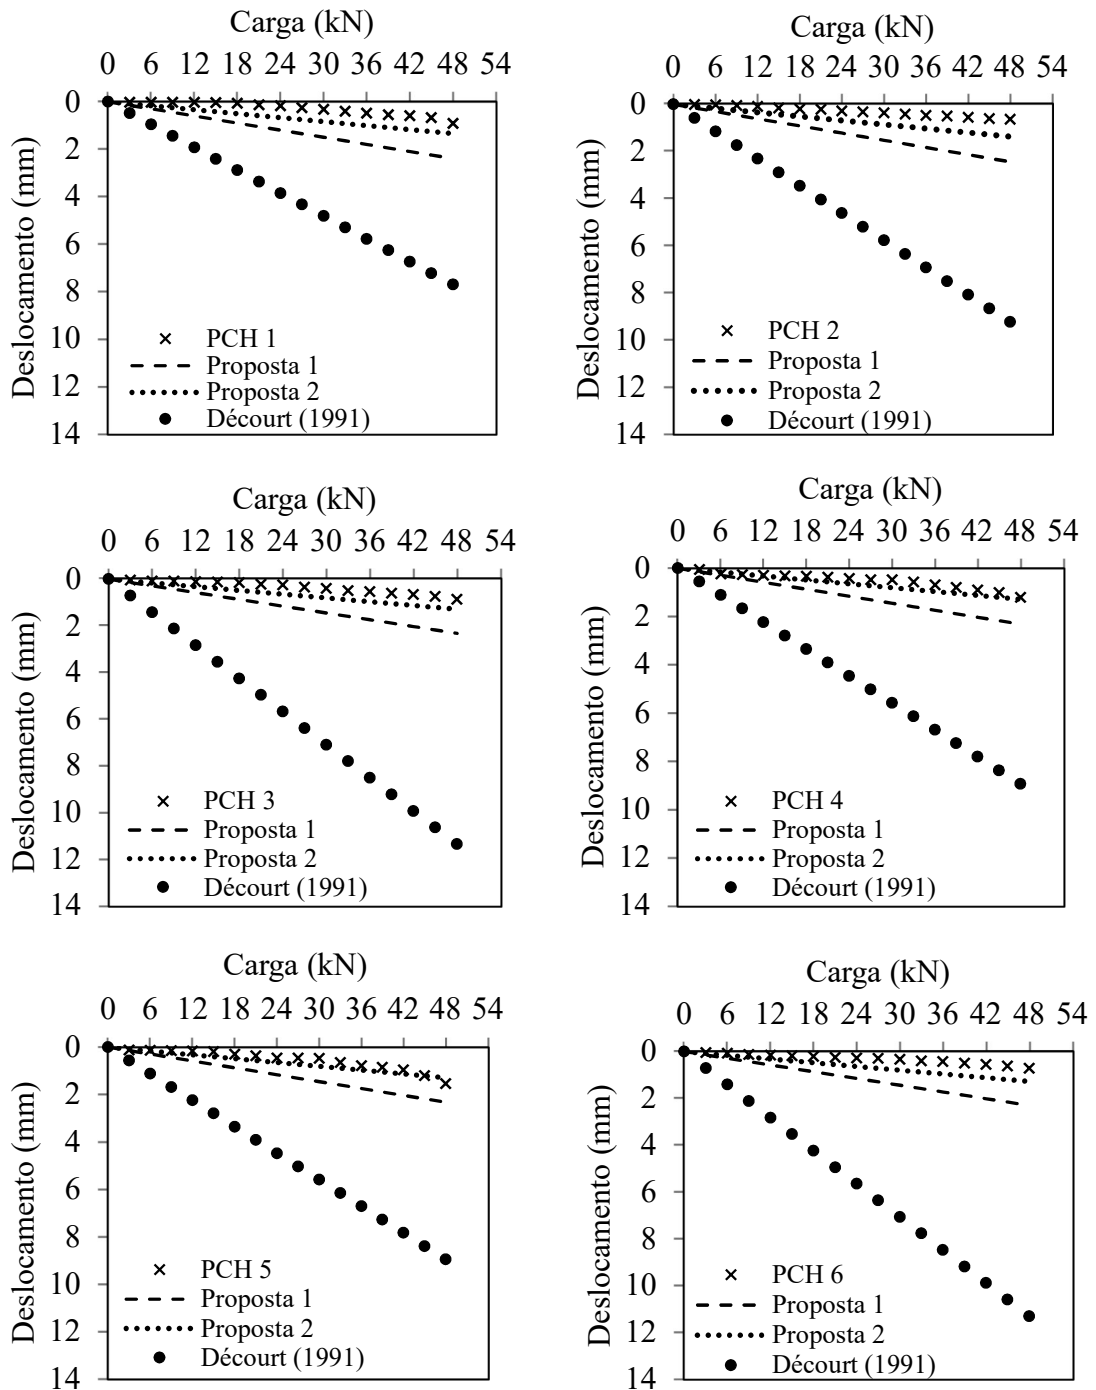 Carga (kN)
0 6 12 18 24 30 36 42 48 54
Deslocamento (mm)
0
2
4
6
8
10
12
14
PCH 1
Proposta 1
Proposta 2
Décourt (1991)
Carga (kN)
0 6 12 18 24 30 36 42 48 54
Deslocamento (mm)
0
2
4
6
8
10
12
14
PCH 2
Proposta 1
Proposta 2
Décourt (1991)
Carga (kN)
0 6 12 18 24 30 36 42 48 54
Deslocamento (mm)
0
2
4
6
8
10
12
14
PCH 3
Proposta 1
Proposta 2
Décourt (1991)
Carga (kN)
0 6 12 18 24 30 36 42 48 54
Deslocamento (mm)
0
2
4
6
8
10
12
14
PCH 4
Proposta 1
Proposta 2
Décourt (1991)
Carga (kN)
0 6 12 18 24 30 36 42 48 54
Deslocamento (mm)
0
2
4
6
8
10
12
14
PCH 5
Proposta 1
Proposta 2
Décourt (1991)
Carga (kN)
0 6 12 18 24 30 36 42 48 54
Deslocamento (mm)
0
2
4
6
8
10
12
14
PCH 6
Proposta 1
Proposta 2
Décourt (1991)